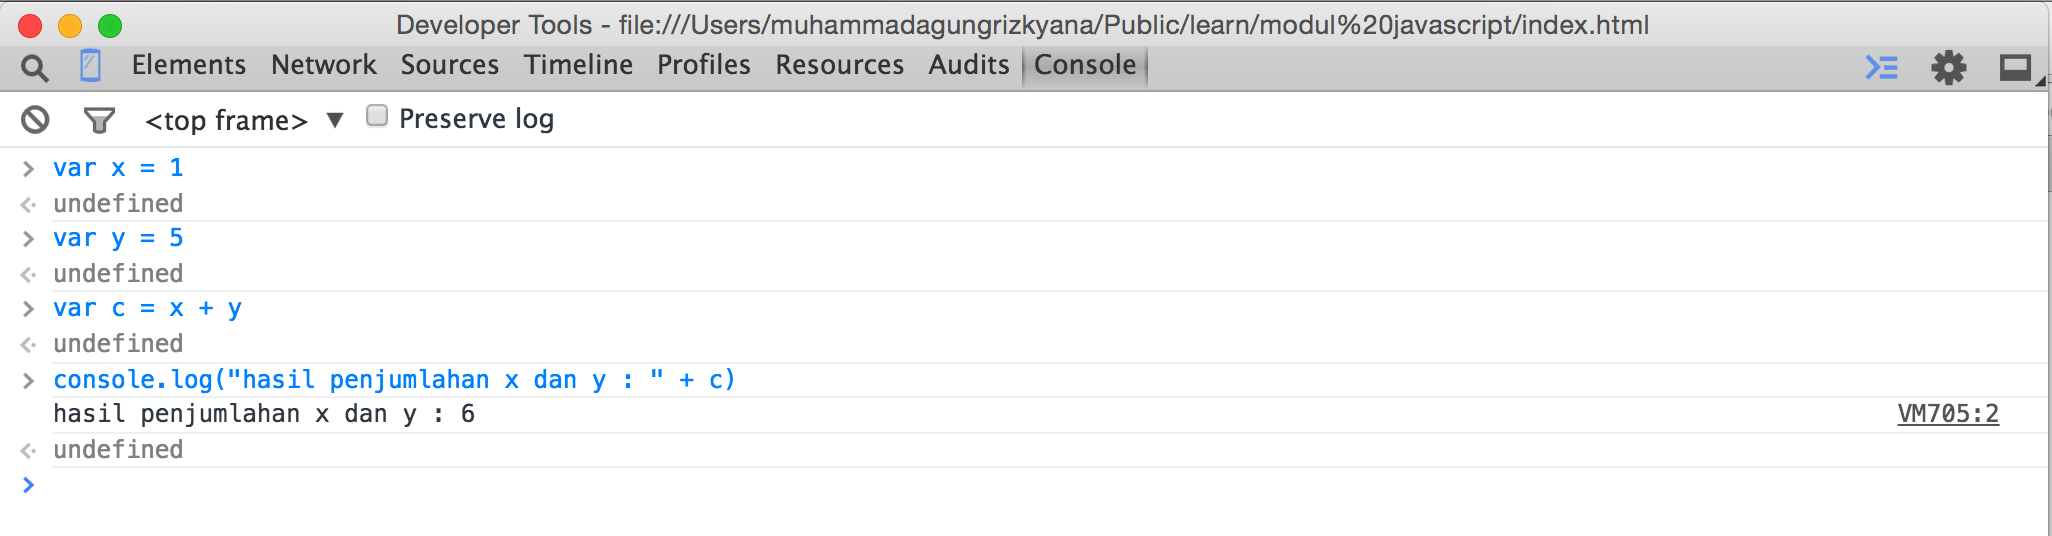 Developer Tools - file:///Users/muhammadagungrizkyana/Public/learn/modul%20javascript/index.html
Elements Network Sources Timeline Profiles Resources Audits Console
<top frame> ▼ Preserve log
> var x = 1
undefined
> var y = 5
undefined
> var c = x + y
undefined
> console.log("hasil penjumlahan x dan y : " + c)
hasil penjumlahan x dan y : 6 VM705:2
undefined
>